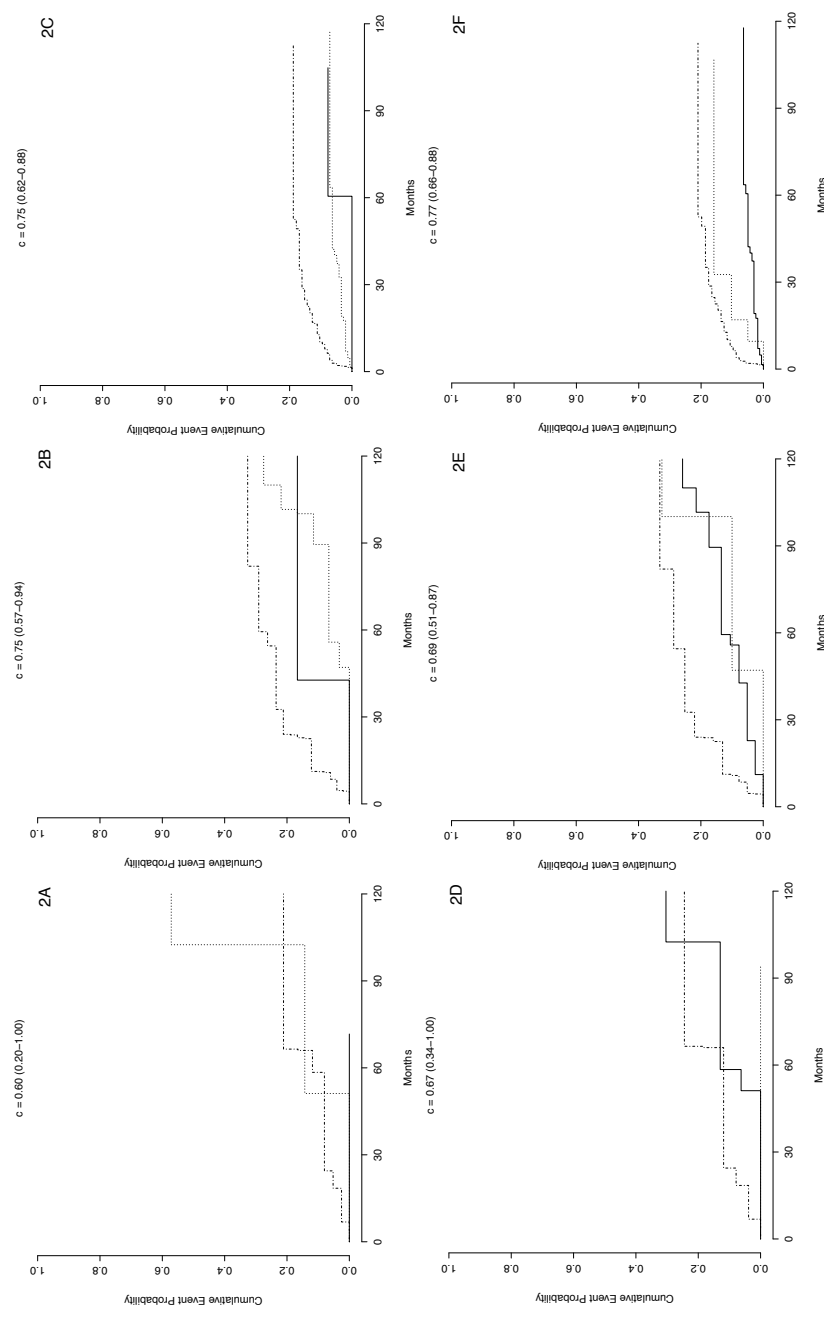 2A
c = 0.60 (0.20–1.00)
Cumulative Event Probability
1.0
0.8
0.6
0.4
0.2
0.0
0 30 60 90 120
Months
2B
c = 0.75 (0.57–0.94)
Cumulative Event Probability
1.0
0.8
0.6
0.4
0.2
0.0
0 30 60 90 120
Months
2C
c = 0.75 (0.62–0.88)
Cumulative Event Probability
1.0
0.8
0.6
0.4
0.2
0.0
0 30 60 90 120
Months
2D
c = 0.67 (0.34–1.00)
Cumulative Event Probability
1.0
0.8
0.6
0.4
0.2
0.0
0 30 60 90 120
Months
2E
c = 0.69 (0.51–0.87)
Cumulative Event Probability
1.0
0.8
0.6
0.4
0.2
0.0
0 30 60 90 120
Months
2F
c = 0.77 (0.66–0.88)
Cumulative Event Probability
1.0
0.8
0.6
0.4
0.2
0.0
0 30 60 90 120
Months